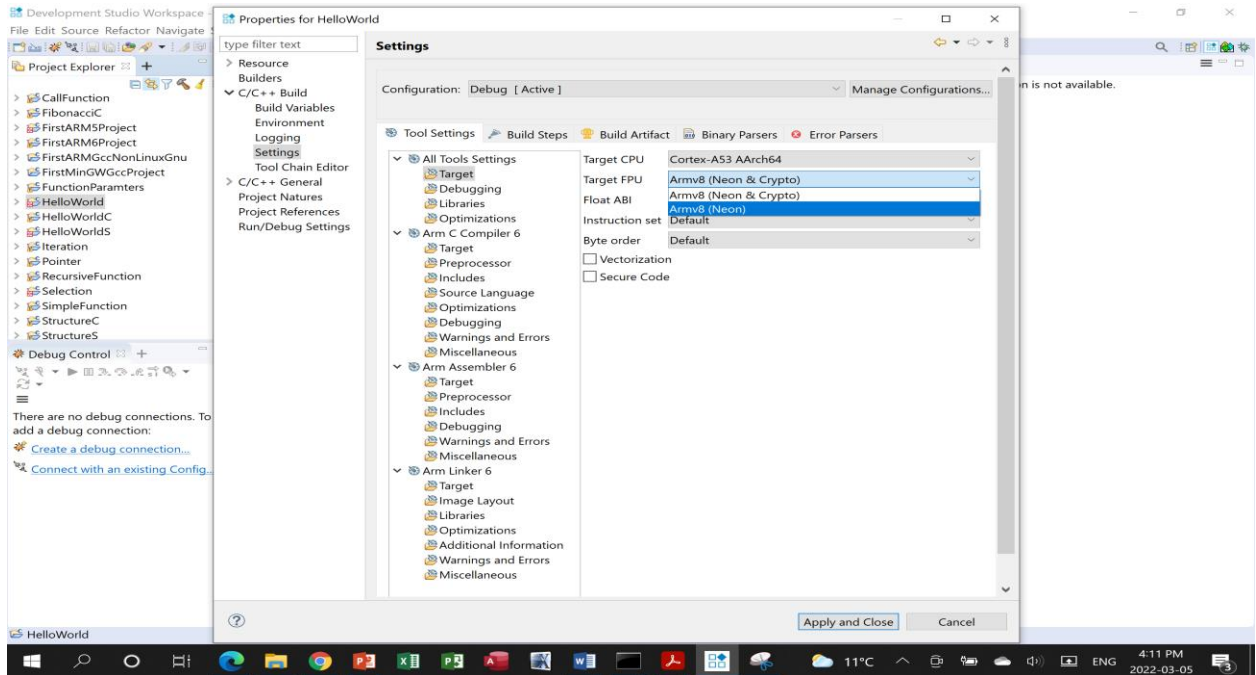 Development Studio Workspace -
File Edit Source Refactor Navigate
Project Explorer
CallFunction
FibonacciC
FirstARM5Project
FirstARM6Project
FirstARMGccNonLinuxGnu
FirstMinGWGccProject
FunctionParamters
HelloWorld
HelloWorldC
HelloWorldS
Iteration
Pointer
RecursiveFunction
Selection
SimpleFunction
StructureC
StructureS
Debug Control
There are no debug connections. To
add a debug connection:
Create a debug connection...
Connect with an existing Config...
HelloWorld
Properties for HelloWorld
type filter text
Resource
Builders
C/C++ Build
Build Variables
Environment
Logging
Settings
Tool Chain Editor
C/C++ General
Project Natures
Project References
Run/Debug Settings
Settings
Configuration: Debug [ Active ]
Manage Configurations...
Tool Settings Build Steps Build Artifact Binary Parsers Error Parsers
All Tools Settings
Target
Debugging
Libraries
Optimizations
Arm C Compiler 6
Target
Preprocessor
Includes
Source Language
Optimizations
Debugging
Warnings and Errors
Miscellaneous
Arm Assembler 6
Target
Preprocessor
Includes
Debugging
Warnings and Errors
Miscellaneous
Arm Linker 6
Target
Image Layout
Libraries
Optimizations
Additional Information
Warnings and Errors
Miscellaneous
Target CPU Cortex-A53 AArch64
Target FPU Armv8 (Neon & Crypto)
Armv8 (Neon & Crypto)
Float ABI
Armv8 (Neon)
Instruction set Default
Byte order Default
Vectorization
Secure Code
Apply and Close Cancel
is not available.
11°C
ENG
4:11 PM
2022-03-05
3